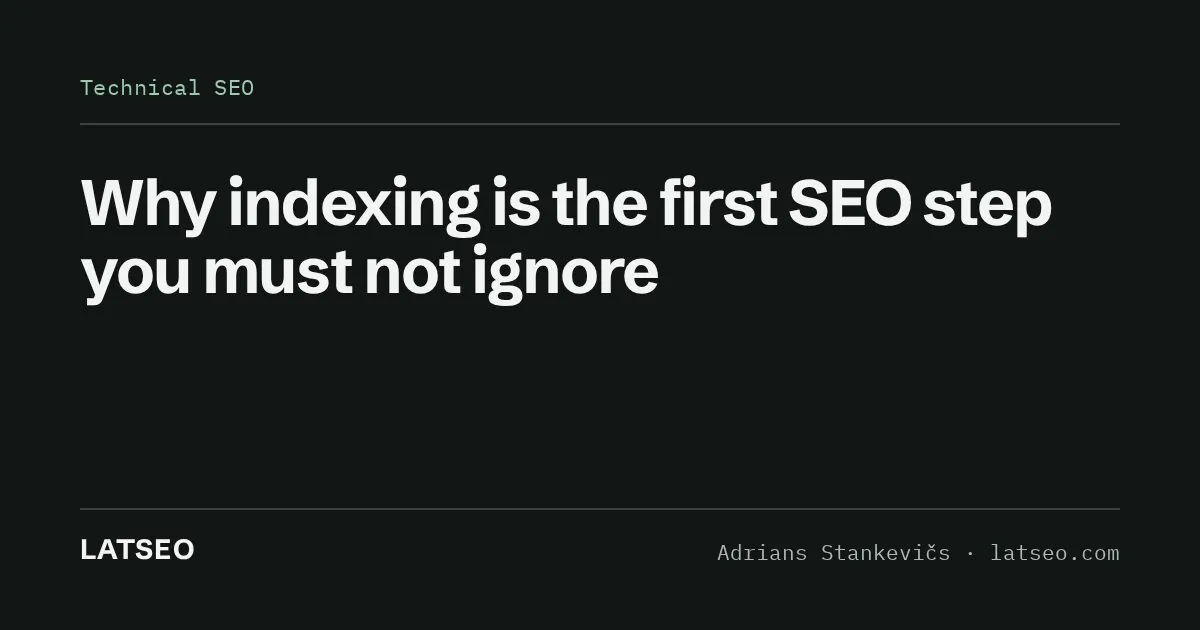 Technical SEO
Why indexing is the first SEO step
you must not ignore
LATSEO
Adrians Stankevičs · latseo.com